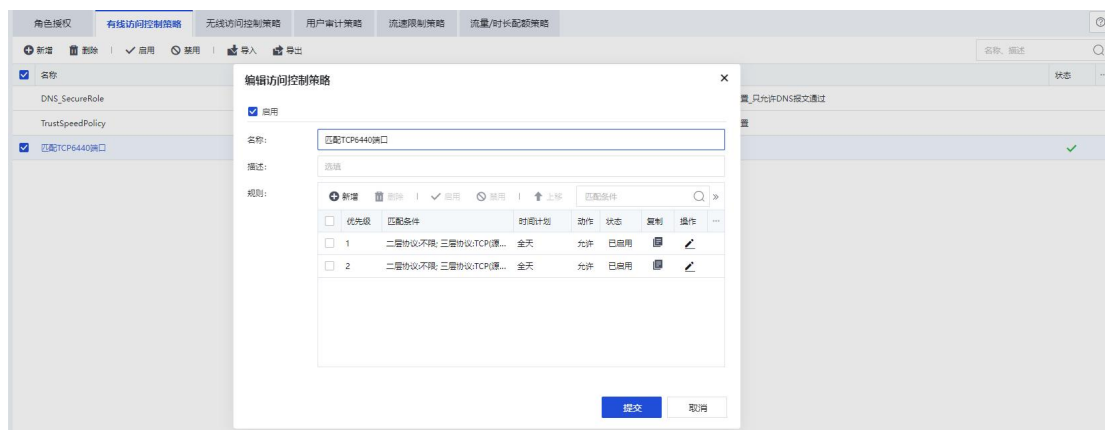 角色授权 有线访问控制策略 无线访问控制策略 用户审计策略 流速限制策略 流量/时长配额策略
新增 删除 启用 禁用 导入 导出 名称、描述
名称 状态
DNS_SecureRole 置_只允许DNS报文通过
TrustSpeedPolicy 置
匹配TCP6440端口
编辑访问控制策略
启用
名称: 匹配TCP6440端口
描述: 选填
规则: 新增 删除 启用 禁用 上移 匹配条件 »
优先级 匹配条件 时间计划 动作 状态 复制 操作 ...
1 二层协议:不限; 三层协议:TCP(源... 全天 允许 已启用
2 二层协议:不限; 三层协议:TCP(源... 全天 允许 已启用
提交 取消